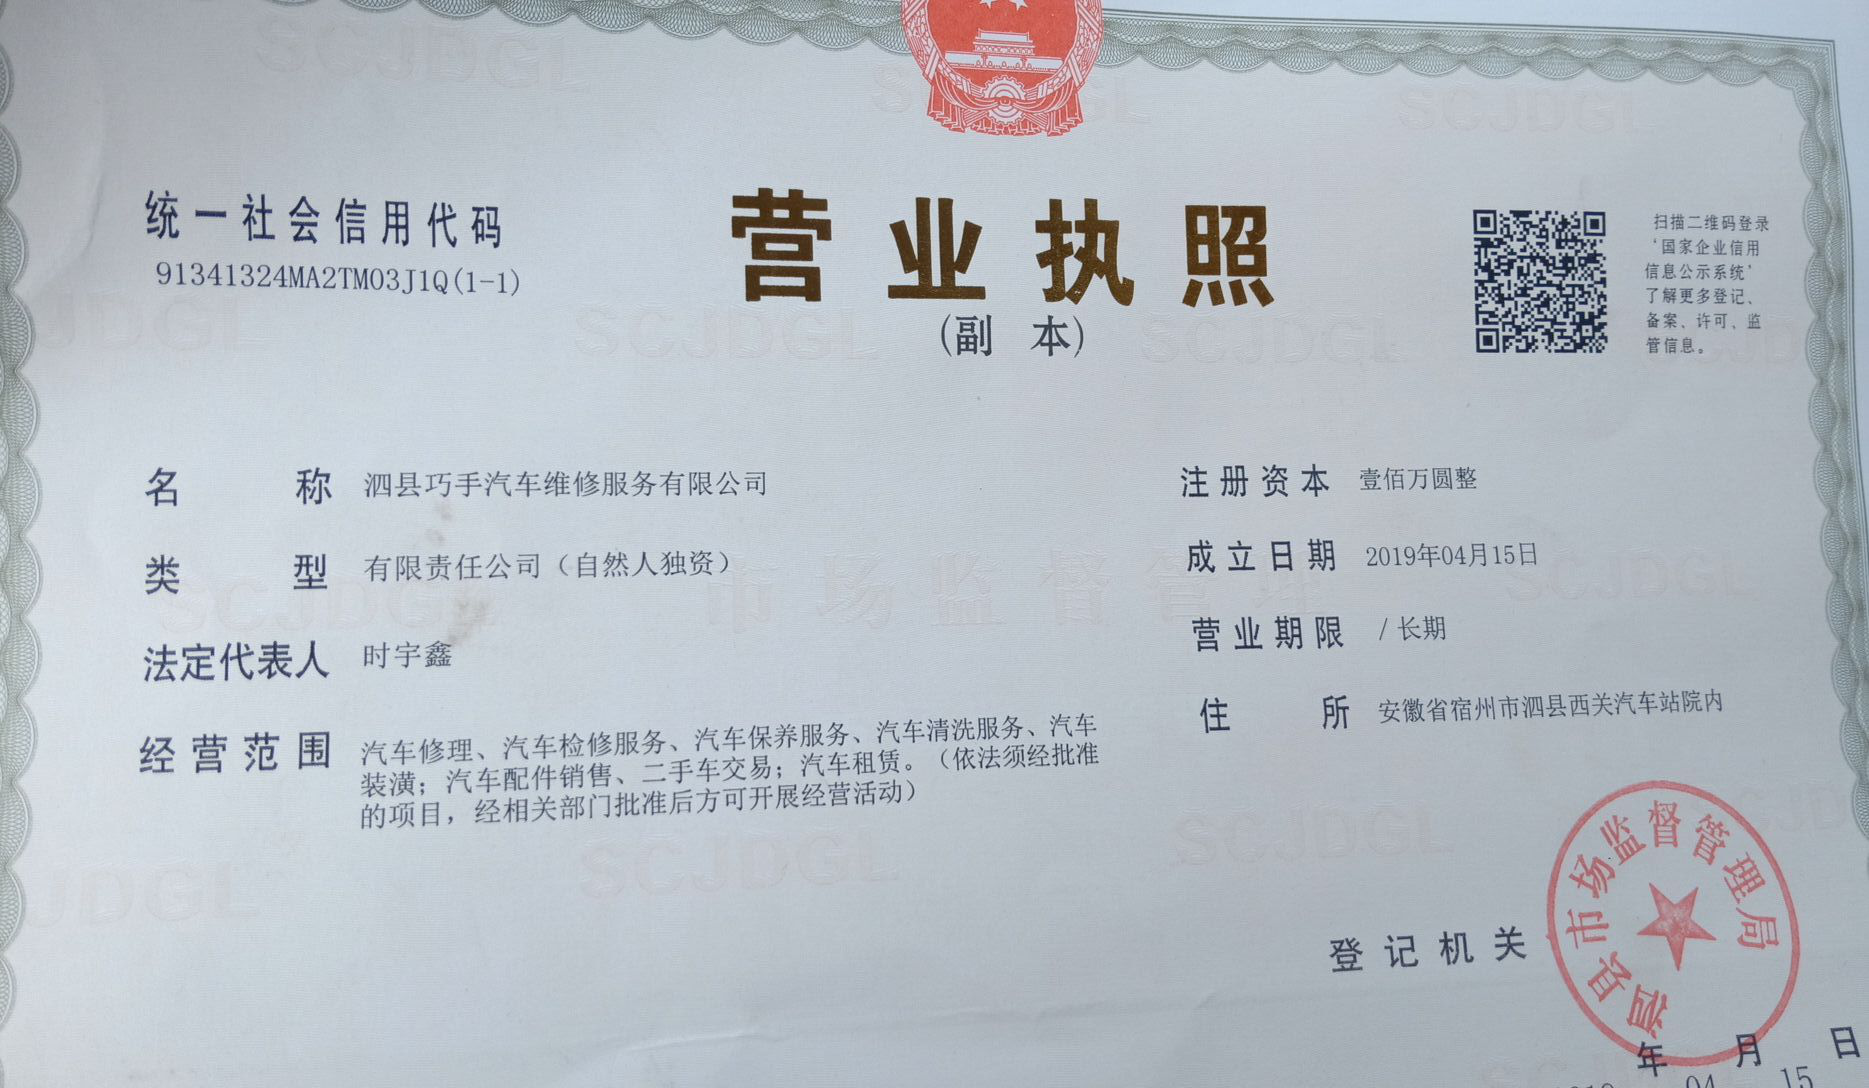 统一社会信用代码
91341324MA2TM03J1Q(1-1)
营业执照
(副 本)
扫描二维码登录
‘国家企业信用
信息公示系统’
了解更多登记、
备案、许可、监
管信息。
名 称 泗县巧手汽车维修服务有限公司
类 型 有限责任公司（自然人独资）
法定代表人 时宇鑫
经营范围 汽车修理、汽车检修服务、汽车保养服务、汽车清洗服务、汽车
装潢；汽车配件销售、二手车交易；汽车租赁。（依法须经批准
的项目，经相关部门批准后方可开展经营活动）
注册资本 壹佰万圆整
成立日期 2019年04月15日
营业期限 / 长期
住 所 安徽省宿州市泗县西关汽车站院内
登记机关
泗县市场监督管理局
年 月 日
04 15
市场监督管理
SCJDGL